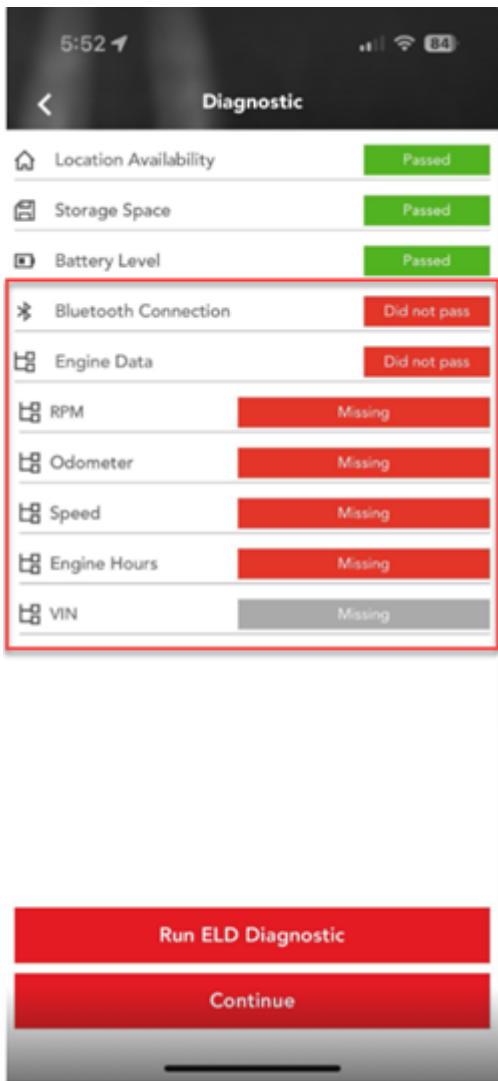 5:52
84
Diagnostic
Location Availability Passed
Storage Space Passed
Battery Level Passed
Bluetooth Connection Did not pass
Engine Data Did not pass
RPM Missing
Odometer Missing
Speed Missing
Engine Hours Missing
VIN Missing
Run ELD Diagnostic
Continue